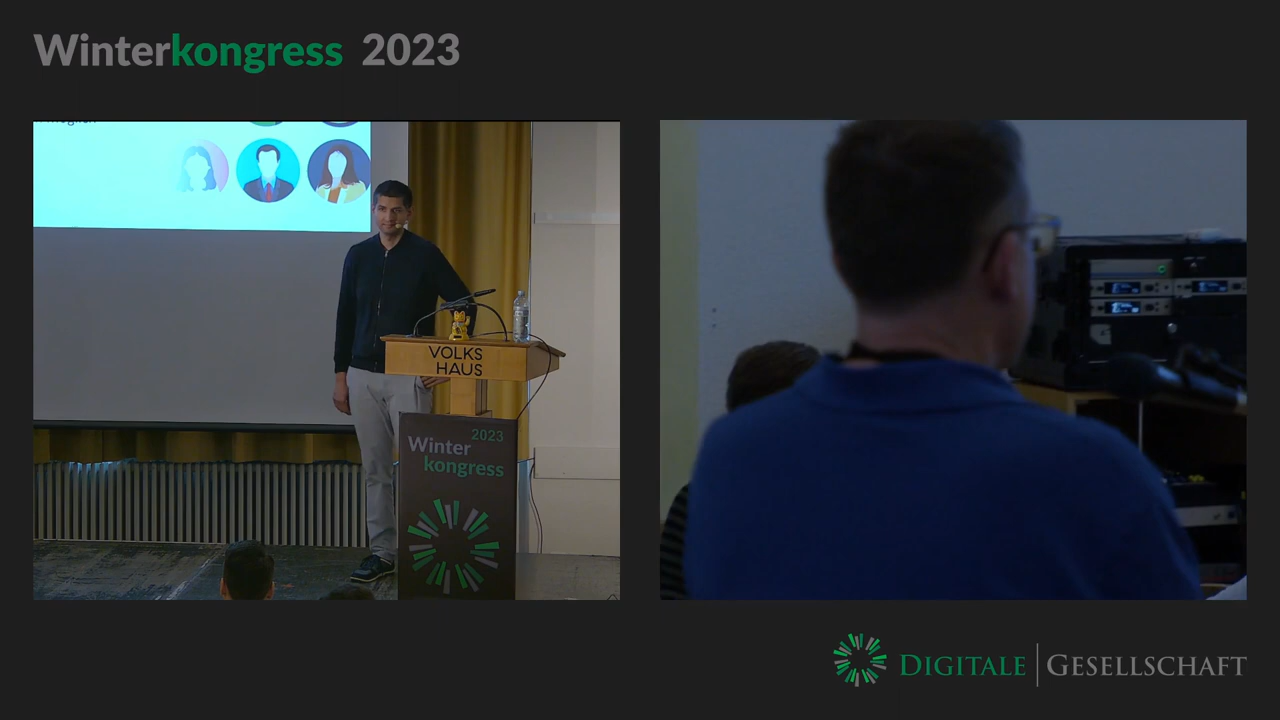 Winterkongress 2023
VOLKS
HAUS
2023
Winter
kongress
DIGITALE | GESELLSCHAFT